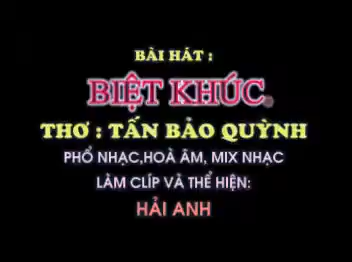 BÀI HÁT :
BIỆT KHÚC
THƠ : TẤN BẢO QUỲNH
PHỔ NHẠC,HOÀ ÂM, MIX NHẠC
LÀM CLÍP VÀ THỂ HIỆN:
HẢI ANH